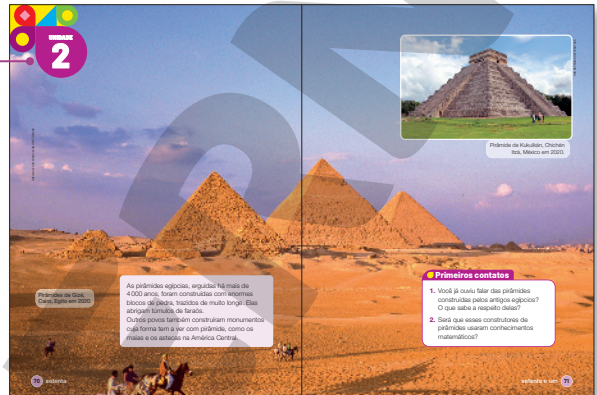 UNIDADE
2
Pirâmide de Kukulkán, Chichén
Itzá, México em 2020.
Pirâmides de Gizé,
Cairo, Egito em 2020.
As pirâmides egípcias, erguidas há mais de
4 000 anos, foram construídas com enormes
blocos de pedra, trazidos de muito longe. Elas
abrigam túmulos de faraós.
Outros povos também construíram monumentos
cuja forma tem a ver com pirâmide, como os
maias e os astecas na América Central.
Primeiros contatos
1. Você já ouviu falar das pirâmides
construídas pelos antigos egípcios?
O que sabe a respeito delas?
2. Será que esses construtores de
pirâmides usaram conhecimentos
matemáticos?
70 setenta
setenta e um 71